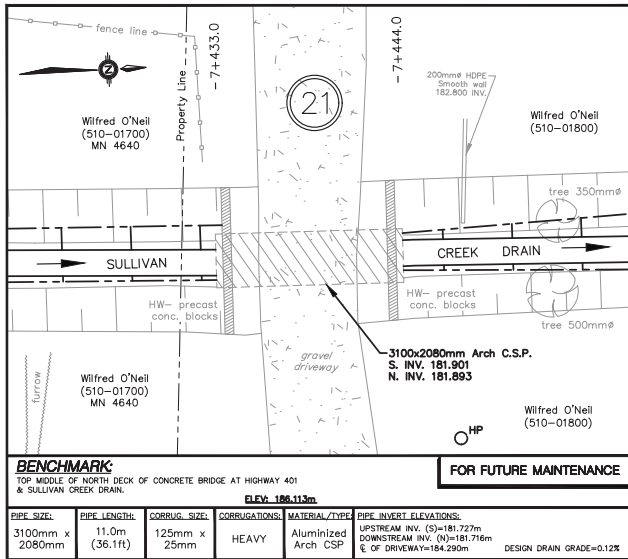 fence line
-7+433.0
-7+444.0
Property Line
N
21
200mmø HDPE
Smooth wall
182.800 INV.
Wilfred O'Neil
(510-01700)
MN 4640
Wilfred O'Neil
(510-01800)
tree 350mmø
SULLIVAN
CREEK DRAIN
HW- precast
conc. blocks
HW- precast
conc. blocks
tree 500mmø
3100x2080mm Arch C.S.P.
S. INV. 181.901
N. INV. 181.893
gravel
driveway
furrow
Wilfred O'Neil
(510-01700)
MN 4640
Wilfred O'Neil
(510-01800)
HP
BENCHMARK:
TOP MIDDLE OF NORTH DECK OF CONCRETE BRIDGE AT HIGHWAY 401
& SULLIVAN CREEK DRAIN.
ELEV: 186.113m
FOR FUTURE MAINTENANCE
PIPE SIZE:
3100mm x
2080mm
PIPE LENGTH:
11.0m
(36.1ft)
CORRUG. SIZE:
125mm x
25mm
CORRUGATIONS:
HEAVY
MATERIAL/TYPE:
Aluminized
Arch CSP
PIPE INVERT ELEVATIONS:
UPSTREAM INV. (S)=181.727m
DOWNSTREAM INV. (N)=181.716m
℄ OF DRIVEWAY=184.290m
DESIGN DRAIN GRADE=0.12%